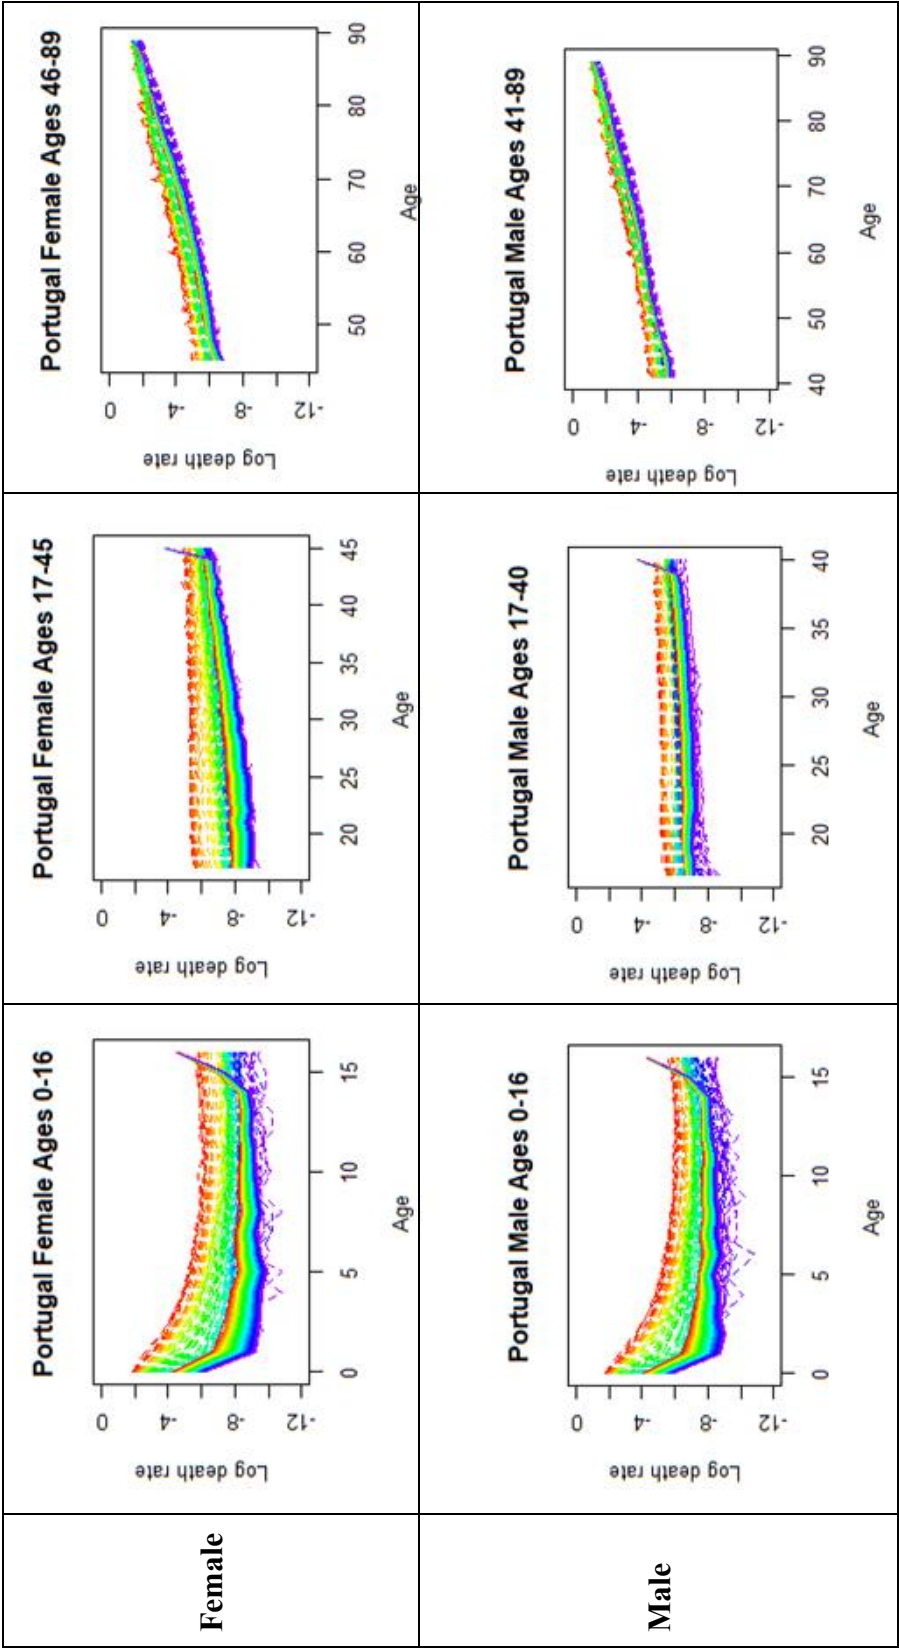 Female
Portugal Female Ages 0-16
Log death rate
0
-4
-8
-12
0 5 10 15
Age
Portugal Female Ages 17-45
Log death rate
0
-4
-8
-12
20 25 30 35 40 45
Age
Portugal Female Ages 46-89
Log death rate
0
-4
-8
-12
50 60 70 80 90
Age
Male
Portugal Male Ages 0-16
Log death rate
0
-4
-8
-12
0 5 10 15
Age
Portugal Male Ages 17-40
Log death rate
0
-4
-8
-12
20 25 30 35 40
Age
Portugal Male Ages 41-89
Log death rate
0
-4
-8
-12
40 50 60 70 80 90
Age